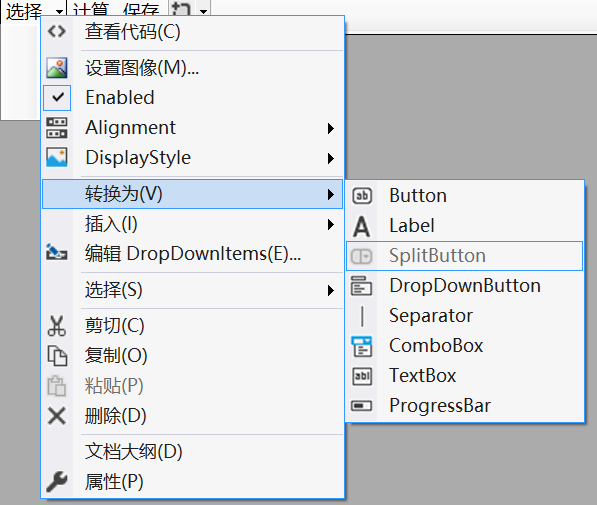 选择 计算 保存
查看代码(C)
设置图像(M)...
Enabled
Alignment
DisplayStyle
转换为(V)
插入(I)
编辑 DropDownItems(E)...
选择(S)
剪切(C)
复制(O)
粘贴(P)
删除(D)
文档大纲(D)
属性(P)
Button
Label
SplitButton
DropDownButton
Separator
ComboBox
TextBox
ProgressBar